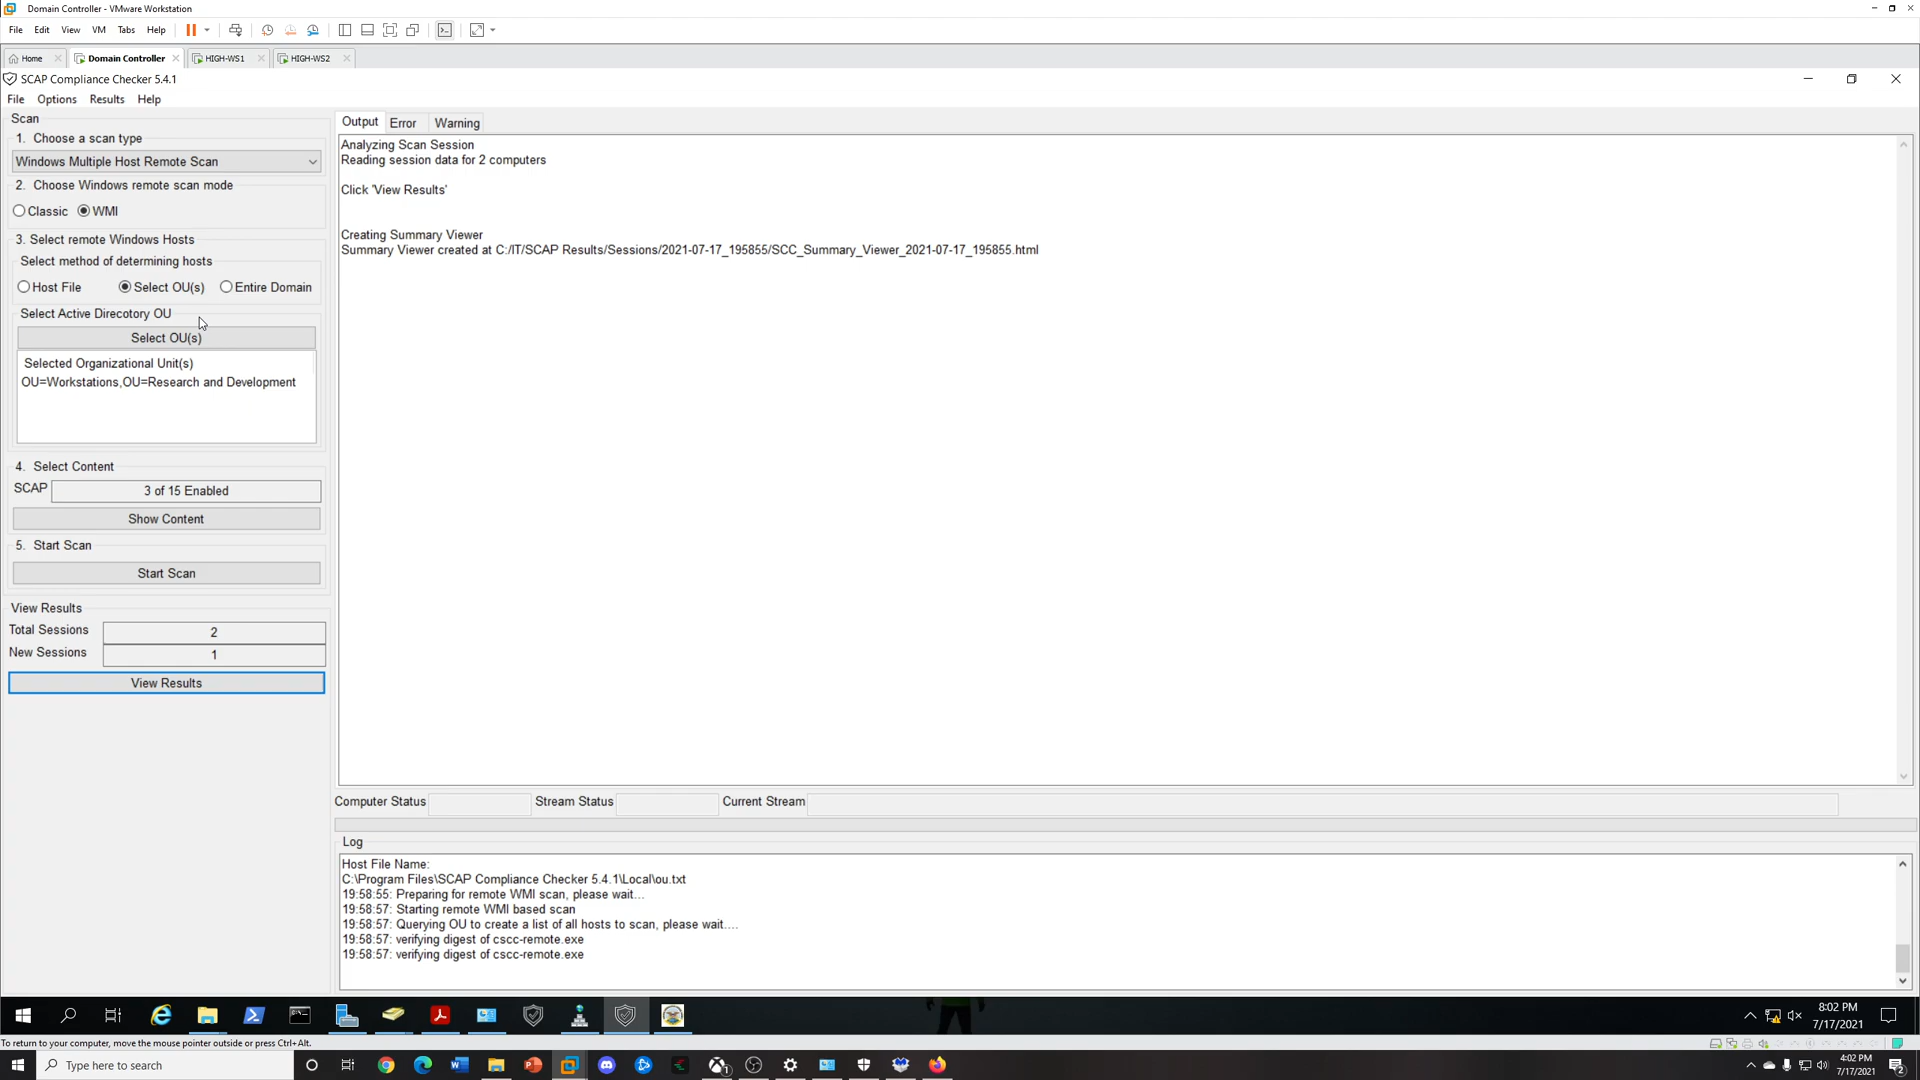 Domain Controller - VMware Workstation
File Edit View VM Tabs Help
Home Domain Controller HIGH-WS1 HIGH-WS2
SCAP Compliance Checker 5.4.1
File Options Results Help
Scan
1. Choose a scan type
Windows Multiple Host Remote Scan
2. Choose Windows remote scan mode
Classic WMI
3. Select remote Windows Hosts
Select method of determining hosts
Host File Select OU(s) Entire Domain
Select Active Direcotory OU
Select OU(s)
Selected Organizational Unit(s)
OU=Workstations,OU=Research and Development
4. Select Content
SCAP 3 of 15 Enabled
Show Content
5. Start Scan
Start Scan
View Results
Total Sessions 2
New Sessions 1
View Results
Output Error Warning
Analyzing Scan Session
Reading session data for 2 computers
Click 'View Results'
Creating Summary Viewer
Summary Viewer created at C:/IT/SCAP Results/Sessions/2021-07-17_195855/SCC_Summary_Viewer_2021-07-17_195855.html
Computer Status Stream Status Current Stream
Log
Host File Name:
C:\Program Files\SCAP Compliance Checker 5.4.1\Local\ou.txt
19:58:55: Preparing for remote WMI scan, please wait...
19:58:57: Starting remote WMI based scan
19:58:57: Querying OU to create a list of all hosts to scan, please wait....
19:58:57: verifying digest of cscc-remote.exe
19:58:57: verifying digest of cscc-remote.exe
8:02 PM
7/17/2021
To return to your computer, move the mouse pointer outside or press Ctrl+Alt.
Type here to search
4:02 PM
7/17/2021